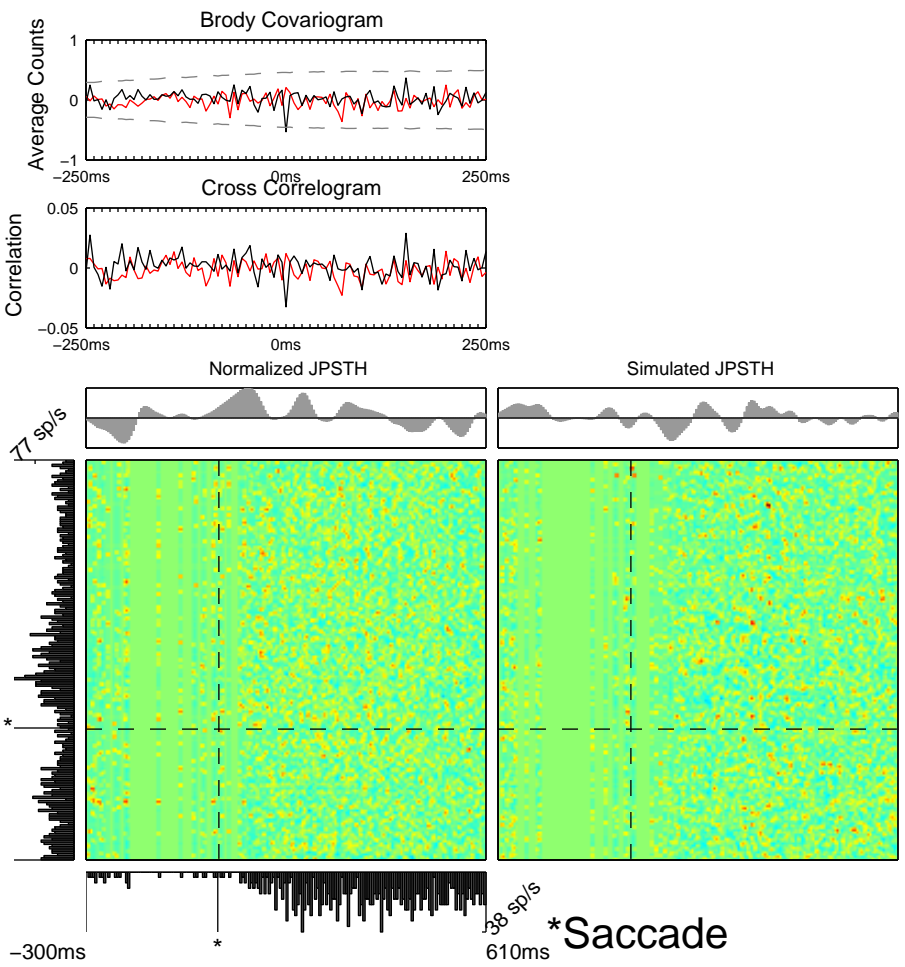 Brody Covariogram
Average Counts
1
0
−1
−250ms
0ms
250ms
Cross Correlogram
Correlation
0.05
0
−0.05
−250ms
0ms
250ms
Normalized JPSTH
Simulated JPSTH
77 sp/s
*
38 sp/s
*
−300ms
610ms
*Saccade